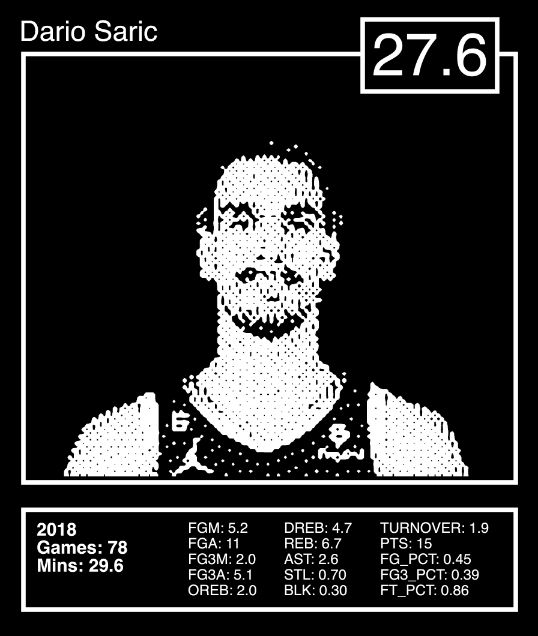 Dario Saric
27.6
2018
Games: 78
Mins: 29.6
FGM: 5.2
FGA: 11
FG3M: 2.0
FG3A: 5.1
OREB: 2.0
DREB: 4.7
REB: 6.7
AST: 2.6
STL: 0.70
BLK: 0.30
TURNOVER: 1.9
PTS: 15
FG_PCT: 0.45
FG3_PCT: 0.39
FT_PCT: 0.86